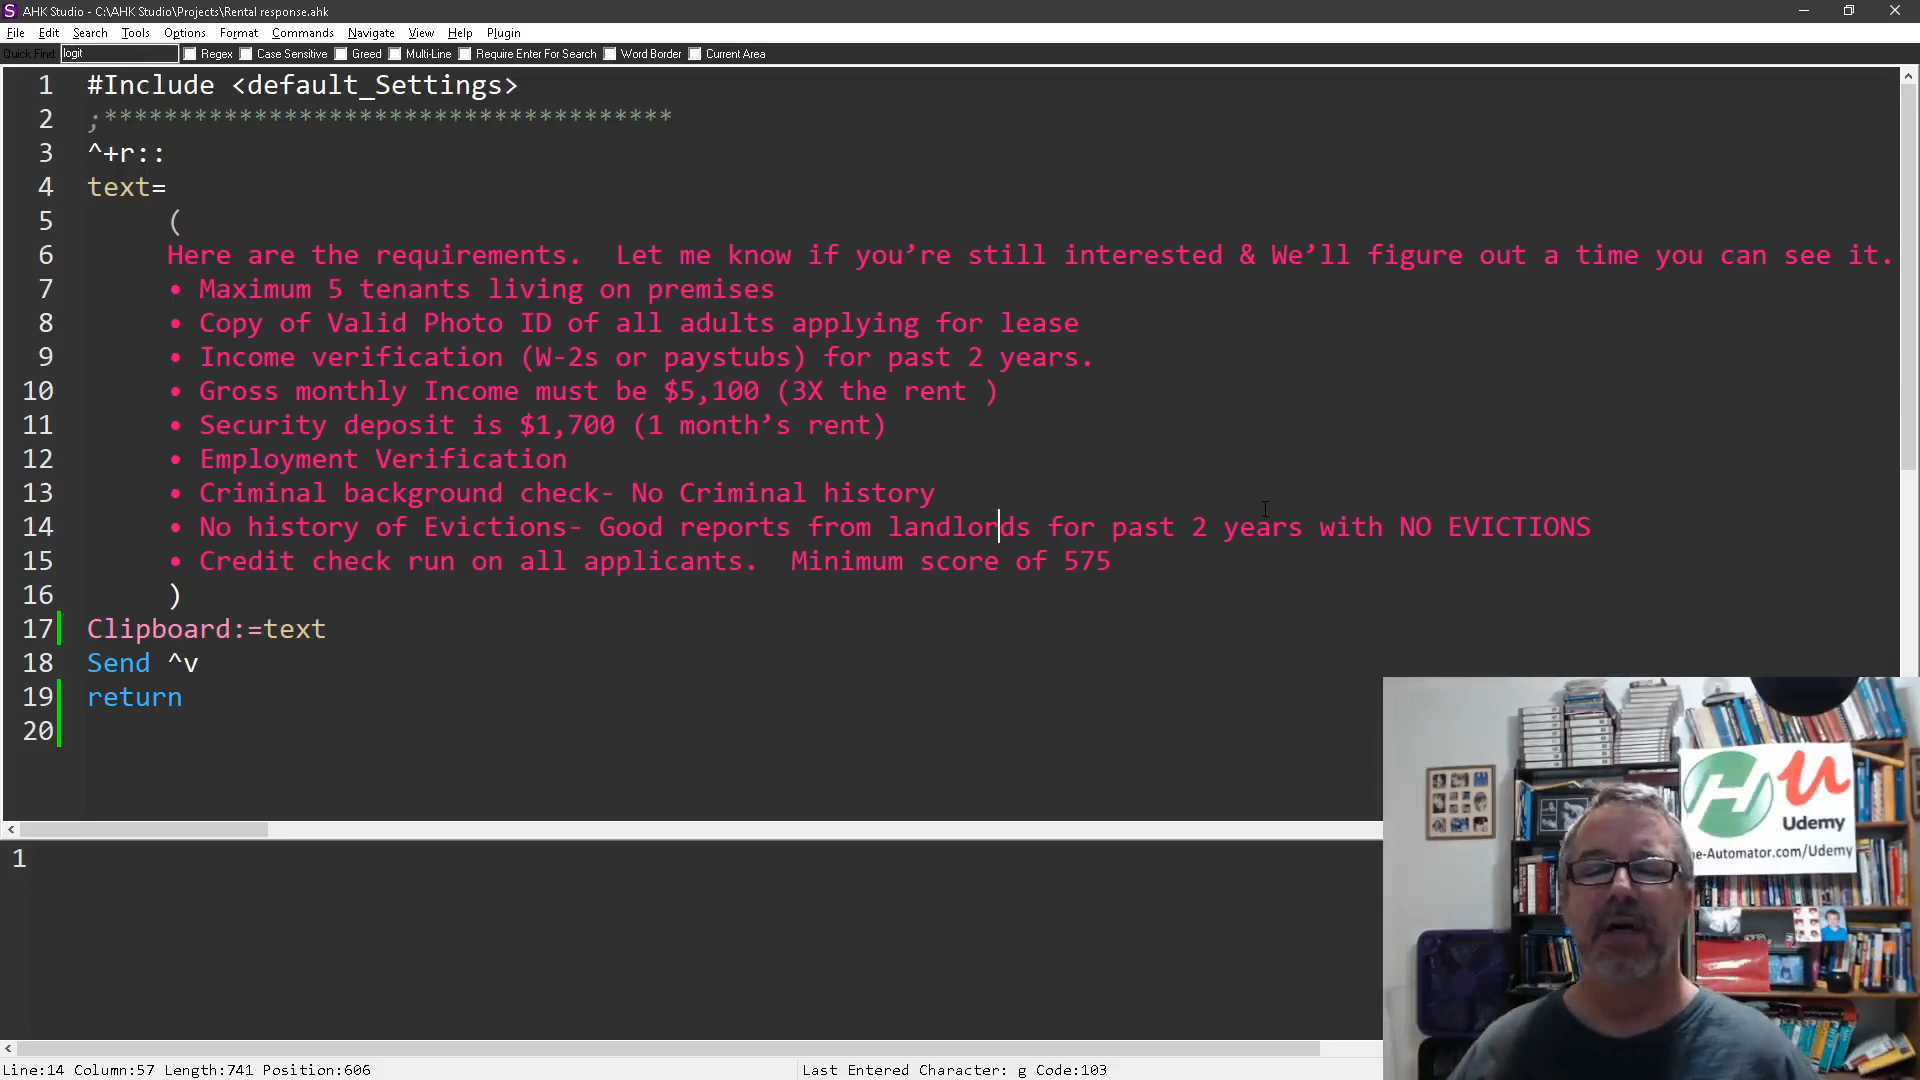 AHK Studio - C:\AHK Studio\Projects\Rental response.ahk
File Edit Search Tools Options Format Commands Navigate View Help Plugin
Quick Find: logit Regex Case Sensitive Greed Multi-Line Require Enter For Search Word Border Current Area
1 #Include <default_Settings>
2 ;**************************************
3 ^+r::
4 text=
5 (
6 Here are the requirements.  Let me know if you’re still interested & We’ll figure out a time you can see it.
7 • Maximum 5 tenants living on premises
8 • Copy of Valid Photo ID of all adults applying for lease
9 • Income verification (W-2s or paystubs) for past 2 years.
10 • Gross monthly Income must be $5,100 (3X the rent )
11 • Security deposit is $1,700 (1 month’s rent)
12 • Employment Verification
13 • Criminal background check- No Criminal history
14 • No history of Evictions- Good reports from landlords for past 2 years with NO EVICTIONS
15 • Credit check run on all applicants.  Minimum score of 575
16 )
17 Clipboard:=text
18 Send ^v
19 return
20
1
H u
Udemy
he-Automator.com/Udemy
Line:14 Column:57 Length:741 Position:606
Last Entered Character: g Code:103